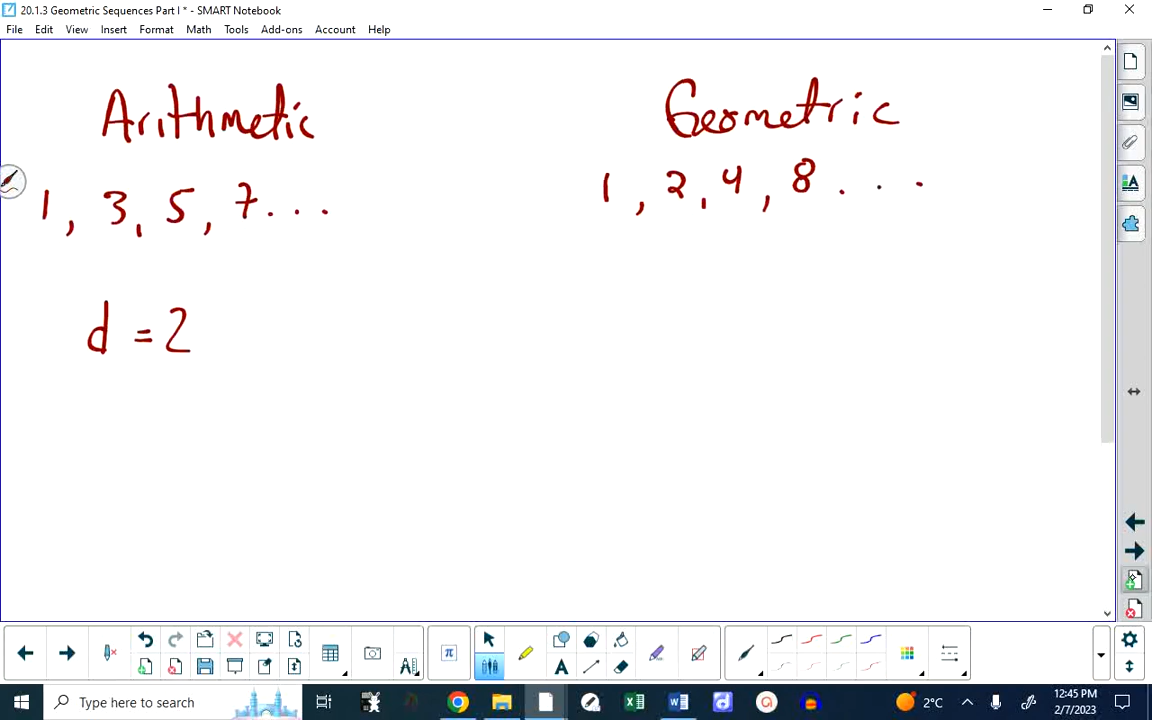 20.1.3 Geometric Sequences Part I * - SMART Notebook
File Edit View Insert Format Math Tools Add-ons Account Help
Arithmetic
Geometric
1, 3, 5, 7...
1, 2, 4, 8...
d = 2
Type here to search
2°C
12:45 PM
2/7/2023